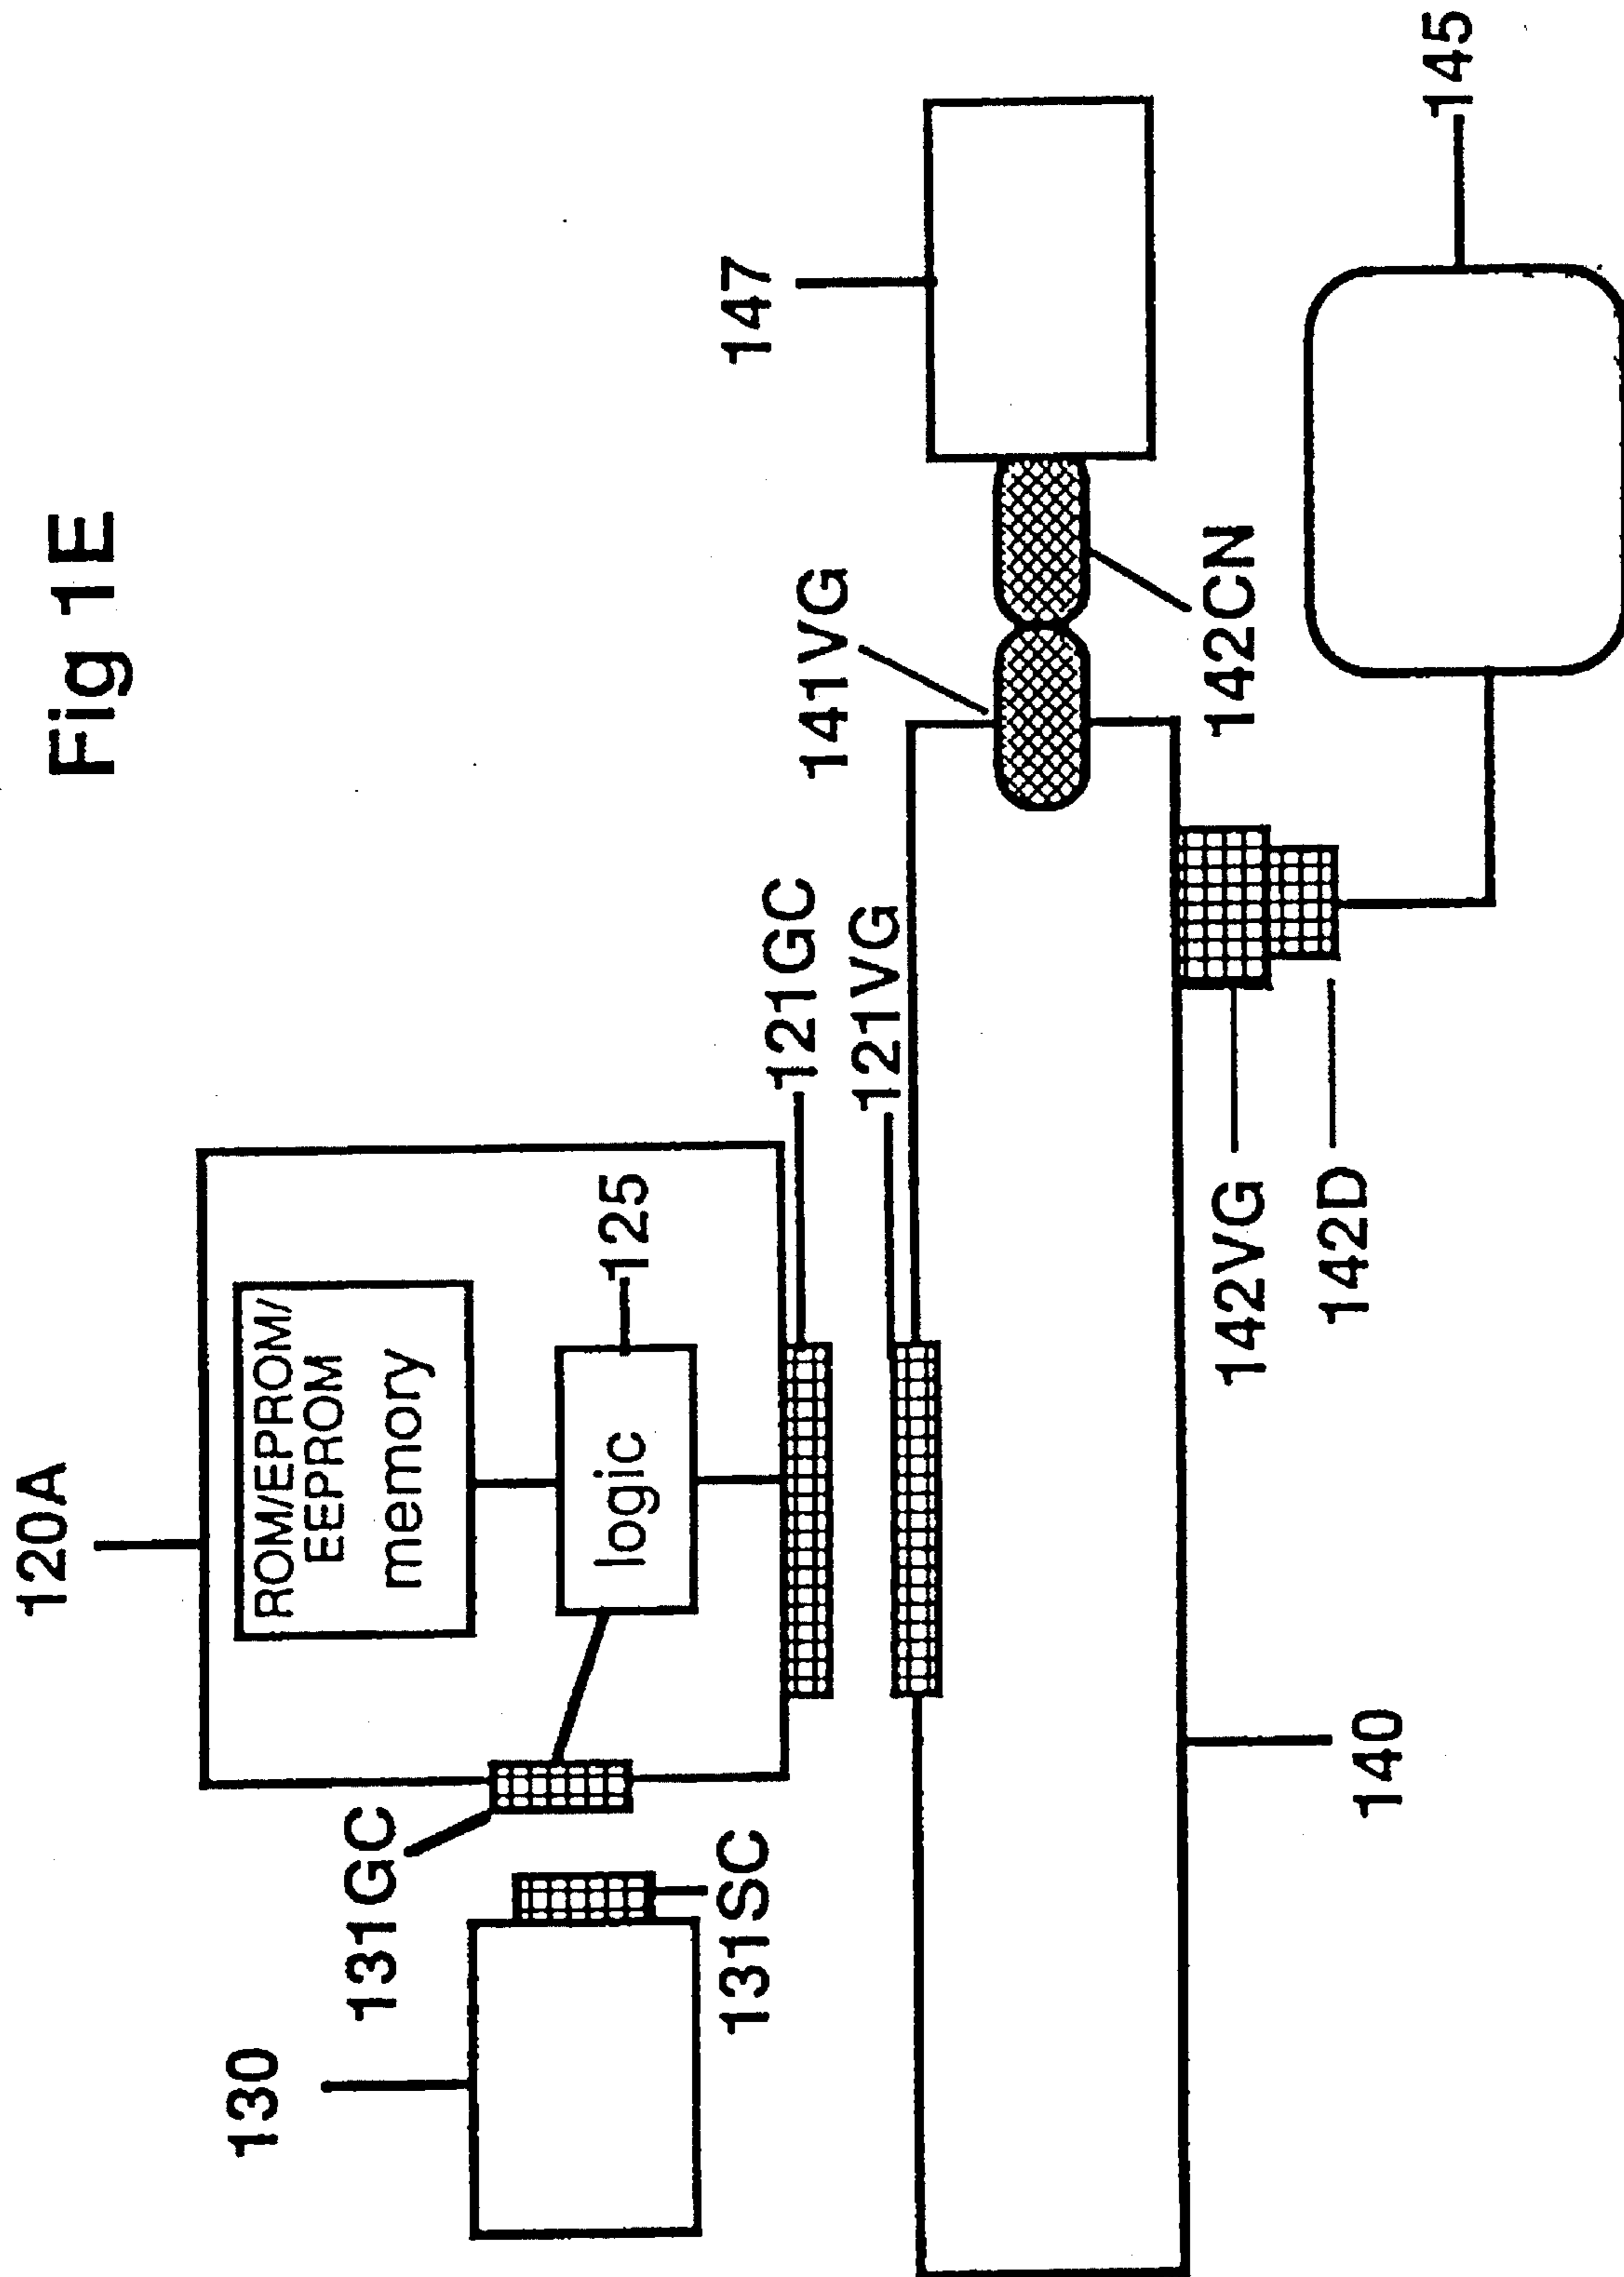 Fig 1E
120A
ROM/EPROM/
EEPROM
memory
logic
125
130
131GC
131SC
121GC
121VG
147
141VG
142CN
142VG
142D
140
145